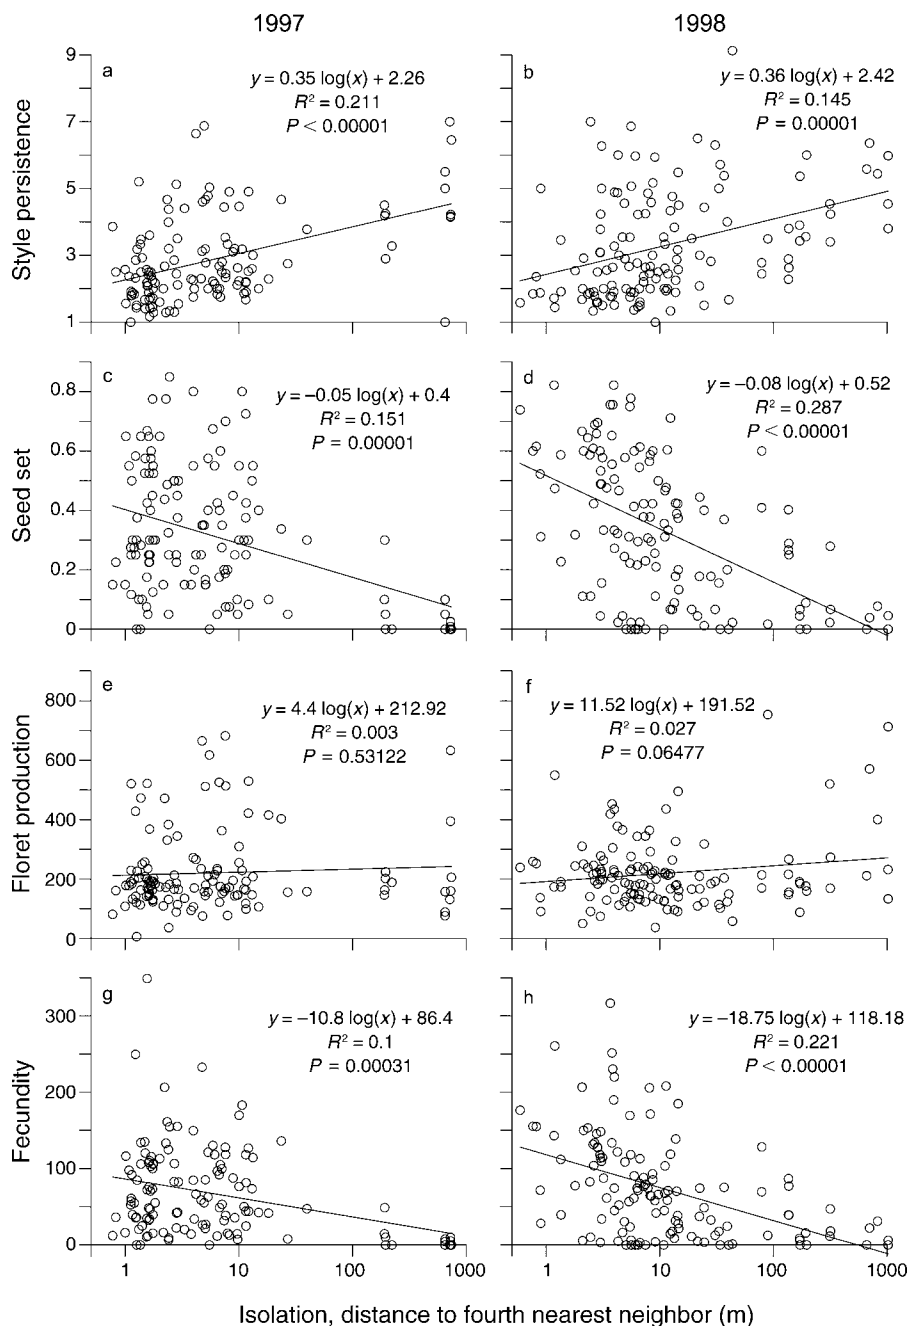 1997
1998
Style persistence
9
7
5
3
1
a
y = 0.35 log(x) + 2.26
R² = 0.211
P < 0.00001
b
y = 0.36 log(x) + 2.42
R² = 0.145
P = 0.00001
Seed set
0.8
0.6
0.4
0.2
0
c
y = −0.05 log(x) + 0.4
R² = 0.151
P = 0.00001
d
y = −0.08 log(x) + 0.52
R² = 0.287
P < 0.00001
Floret production
800
600
400
200
0
e
y = 4.4 log(x) + 212.92
R² = 0.003
P = 0.53122
f
y = 11.52 log(x) + 191.52
R² = 0.027
P = 0.06477
Fecundity
300
200
100
0
g
y = −10.8 log(x) + 86.4
R² = 0.1
P = 0.00031
h
y = −18.75 log(x) + 118.18
R² = 0.221
P < 0.00001
1 10 100 1000
1 10 100 1000
Isolation, distance to fourth nearest neighbor (m)